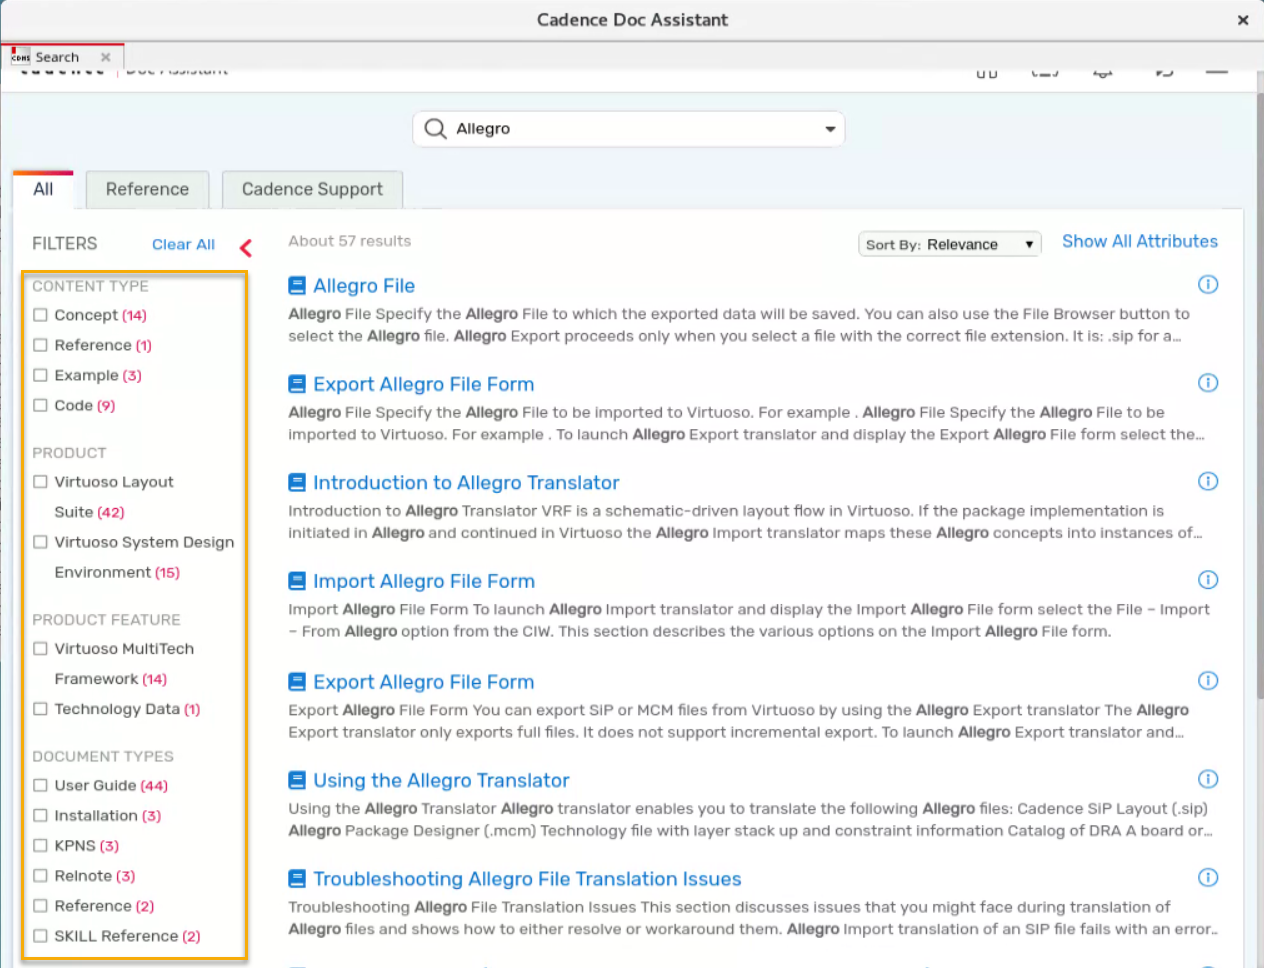 Cadence Doc Assistant
Search
cadence Doc Assistant
Allegro
All Reference Cadence Support
FILTERS Clear All
CONTENT TYPE
Concept (14)
Reference (1)
Example (3)
Code (9)
PRODUCT
Virtuoso Layout
Suite (42)
Virtuoso System Design
Environment (15)
PRODUCT FEATURE
Virtuoso MultiTech
Framework (14)
Technology Data (1)
DOCUMENT TYPES
User Guide (44)
Installation (3)
KPNS (3)
Relnote (3)
Reference (2)
SKILL Reference (2)
About 57 results
Sort By: Relevance
Show All Attributes
Allegro File
Allegro File Specify the Allegro File to which the exported data will be saved. You can also use the File Browser button to
select the Allegro file. Allegro Export proceeds only when you select a file with the correct file extension. It is: .sip for a...
Export Allegro File Form
Allegro File Specify the Allegro File to be imported to Virtuoso. For example . Allegro File Specify the Allegro File to be
imported to Virtuoso. For example . To launch Allegro Export translator and display the Export Allegro File form select the...
Introduction to Allegro Translator
Introduction to Allegro Translator VRF is a schematic-driven layout flow in Virtuoso. If the package implementation is
initiated in Allegro and continued in Virtuoso the Allegro Import translator maps these Allegro concepts into instances of...
Import Allegro File Form
Import Allegro File Form To launch Allegro Import translator and display the Import Allegro File form select the File – Import
– From Allegro option from the CIW. This section describes the various options on the Import Allegro File form.
Export Allegro File Form
Export Allegro File Form You can export SiP or MCM files from Virtuoso by using the Allegro Export translator The Allegro
Export translator only exports full files. It does not support incremental export. To launch Allegro Export translator and...
Using the Allegro Translator
Using the Allegro Translator Allegro translator enables you to translate the following Allegro files: Cadence SiP Layout (.sip)
Allegro Package Designer (.mcm) Technology file with layer stack up and constraint information Catalog of DRA A board or...
Troubleshooting Allegro File Translation Issues
Troubleshooting Allegro File Translation Issues This section discusses issues that you might face during translation of
Allegro files and shows how to either resolve or workaround them. Allegro Import translation of an SIP file fails with an error...